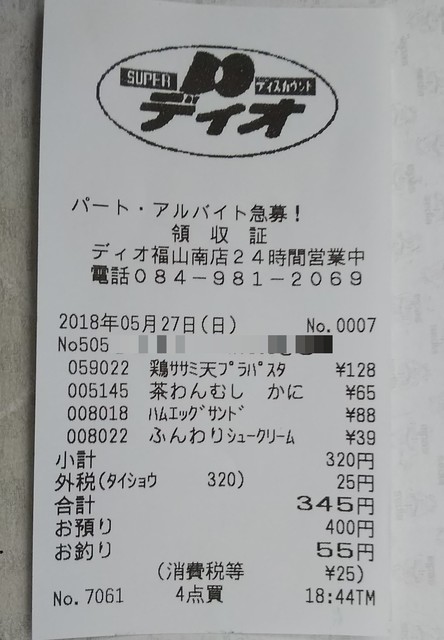 SUPER ディスカウント
ディオ
パート・アルバイト急募！
領収証
ディオ福山南店２４時間営業中
電話０８４－９８１－２０６９
2018年05月27日(日) No.0007
No505
059022 鶏ササミ天プラパスタ ¥128
005145 茶わんむし かに ¥65
008018 ハムエッグサンド ¥88
008022 ふんわりシュークリーム ¥39
小計 320円
外税(タイショウ 320) 25円
合計 345円
お預り 400円
お釣り 55円
(消費税等 ¥25)
No.7061 4点買 18:44TM